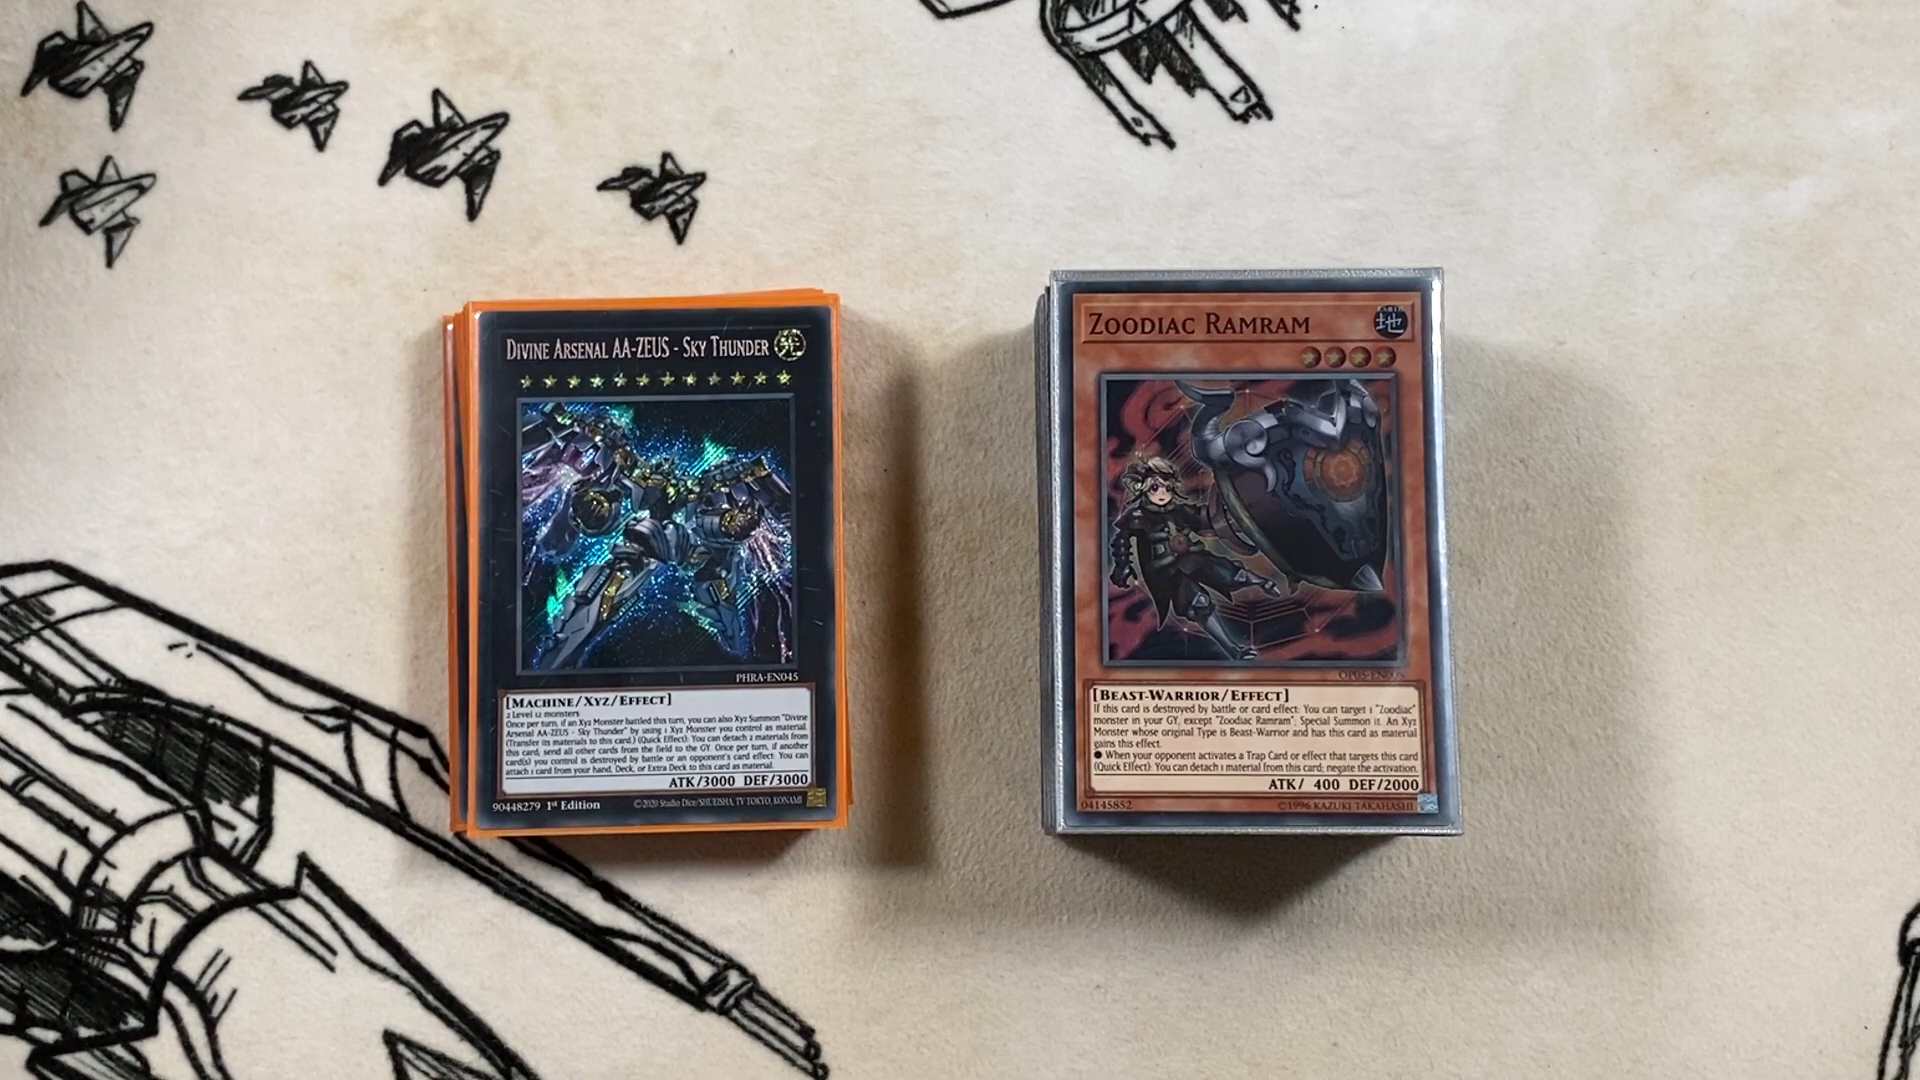 DIVINE ARSENAL AA-ZEUS - SKY THUNDER
光
PHRA-EN045
[MACHINE/XYZ/EFFECT]
2 Level 12 monsters
Once per turn, if an Xyz Monster battled this turn, you can also Xyz Summon "Divine
Arsenal AA-ZEUS - Sky Thunder" by using 1 Xyz Monster you control as material.
(Transfer its materials to this card.) (Quick Effect): You can detach 2 materials from
this card; send all other cards from the field to the GY. Once per turn, if another
card(s) you control is destroyed by battle or an opponent's card effect: You can
attach 1 card from your hand, Deck, or Extra Deck to this card as material.
ATK/3000 DEF/3000
90448279 1st Edition ©2020 Studio Dice/SHUEISHA, TV TOKYO, KONAMI
ZOODIAC RAMRAM
地
[BEAST-WARRIOR/EFFECT]
If this card is destroyed by battle or card effect: You can target 1 "Zoodiac"
monster in your GY, except "Zoodiac Ramram"; Special Summon it. An Xyz
Monster whose original Type is Beast-Warrior and has this card as material
gains this effect.
● When your opponent activates a Trap Card or effect that targets this card
(Quick Effect): You can detach 1 material from this card; negate the activation.
ATK/ 400 DEF/2000
04145852 ©1996 KAZUKI TAKAHASHI